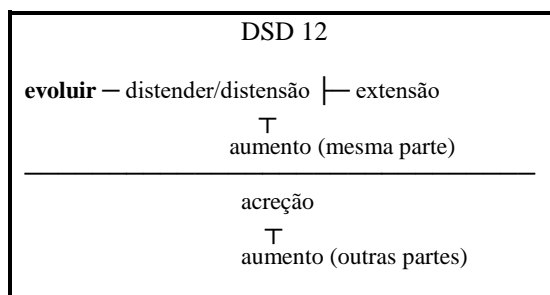 DSD 12
evoluir ─ distender/distensão ├─ extensão
┬
aumento (mesma parte)
acreção
┬
aumento (outras partes)